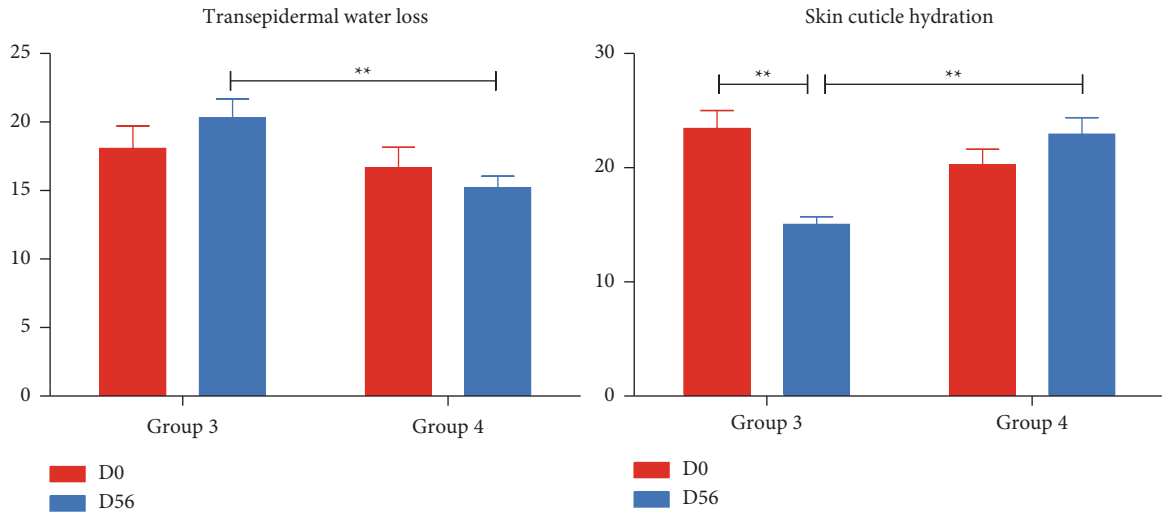 Transepidermal water loss
25
**
20
15
10
5
0
Group 3 Group 4
D0
D56
Skin cuticle hydration
30
** **
20
10
0
Group 3 Group 4
D0
D56